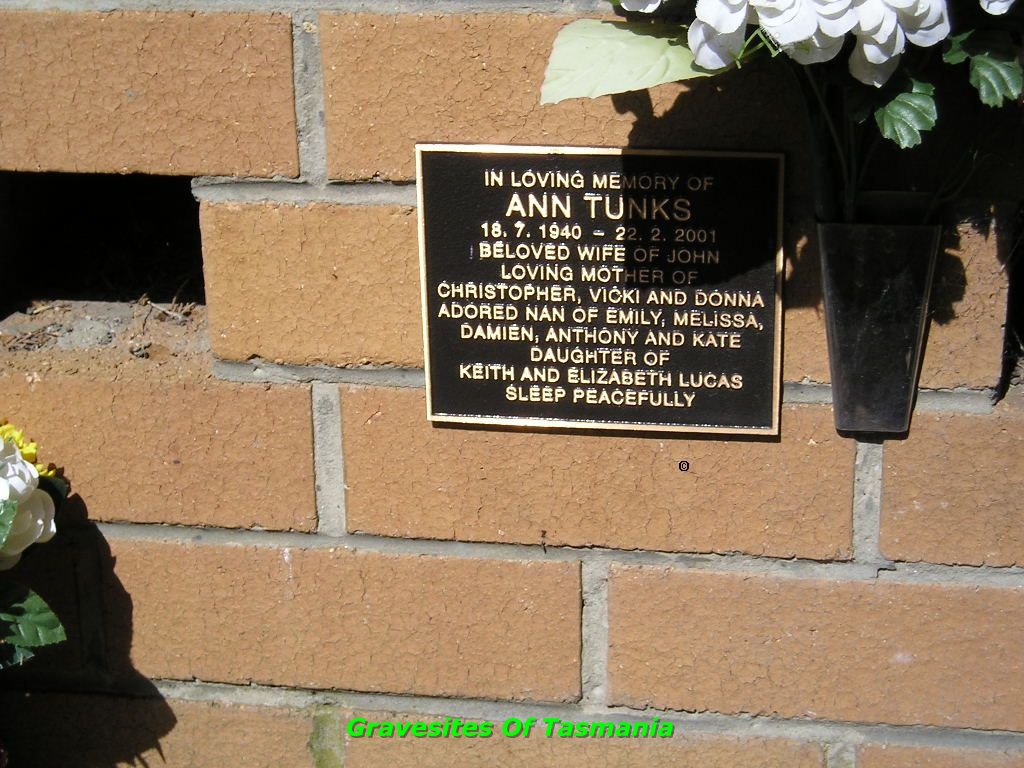 IN LOVING MEMORY OF
ANN TUNKS
18. 7. 1940 - 22. 2. 2001
BELOVED WIFE OF JOHN
LOVING MOTHER OF
CHRISTOPHER, VICKI AND DONNA
ADORED NAN OF EMILY, MELISSA,
DAMIEN, ANTHONY AND KATE
DAUGHTER OF
KEITH AND ELIZABETH LUCAS
SLEEP PEACEFULLY
©
Gravesites Of Tasmania